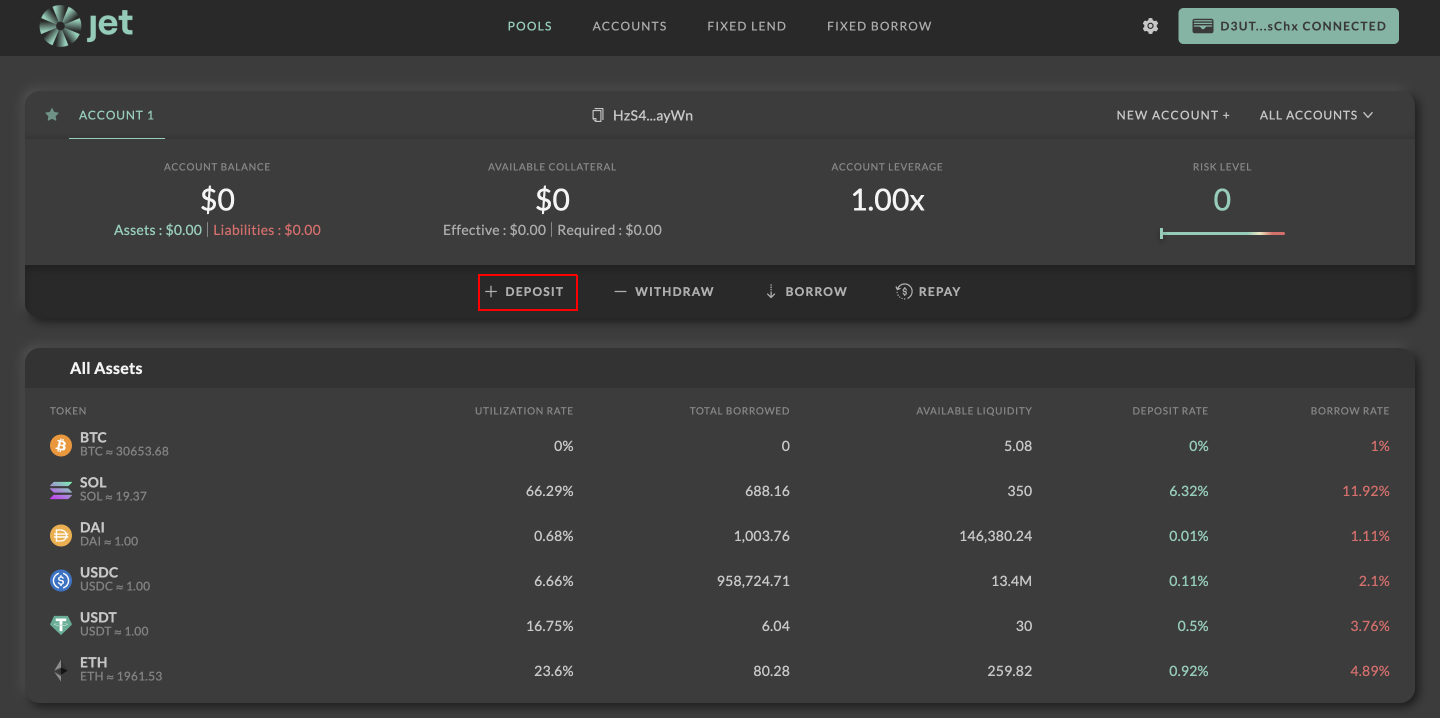 jet POOLS ACCOUNTS FIXED LEND FIXED BORROW D3UT...sChx CONNECTED
ACCOUNT 1 HzS4...ayWn NEW ACCOUNT + ALL ACCOUNTS
ACCOUNT BALANCE AVAILABLE COLLATERAL ACCOUNT LEVERAGE RISK LEVEL
$0 $0 1.00x 0
Assets : $0.00 | Liabilities : $0.00 Effective : $0.00 | Required : $0.00
+ DEPOSIT — WITHDRAW BORROW REPAY
All Assets
TOKEN UTILIZATION RATE TOTAL BORROWED AVAILABLE LIQUIDITY DEPOSIT RATE BORROW RATE
BTC
BTC ≈ 30653.68
0% 0 5.08 0% 1%
SOL
SOL ≈ 19.37
66.29% 688.16 350 6.32% 11.92%
DAI
DAI ≈ 1.00
0.68% 1,003.76 146,380.24 0.01% 1.11%
USDC
USDC ≈ 1.00
6.66% 958,724.71 13.4M 0.11% 2.1%
USDT
USDT ≈ 1.00
16.75% 6.04 30 0.5% 3.76%
ETH
ETH ≈ 1961.53
23.6% 80.28 259.82 0.92% 4.89%